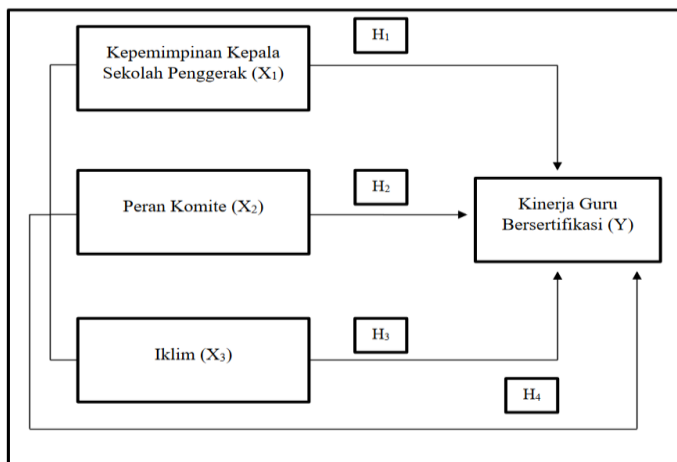 H₁
Kepemimpinan Kepala
Sekolah Penggerak (X₁)
H₂
Peran Komite (X₂)
Kinerja Guru
Bersertifikasi (Y)
H₃
Iklim (X₃)
H₄